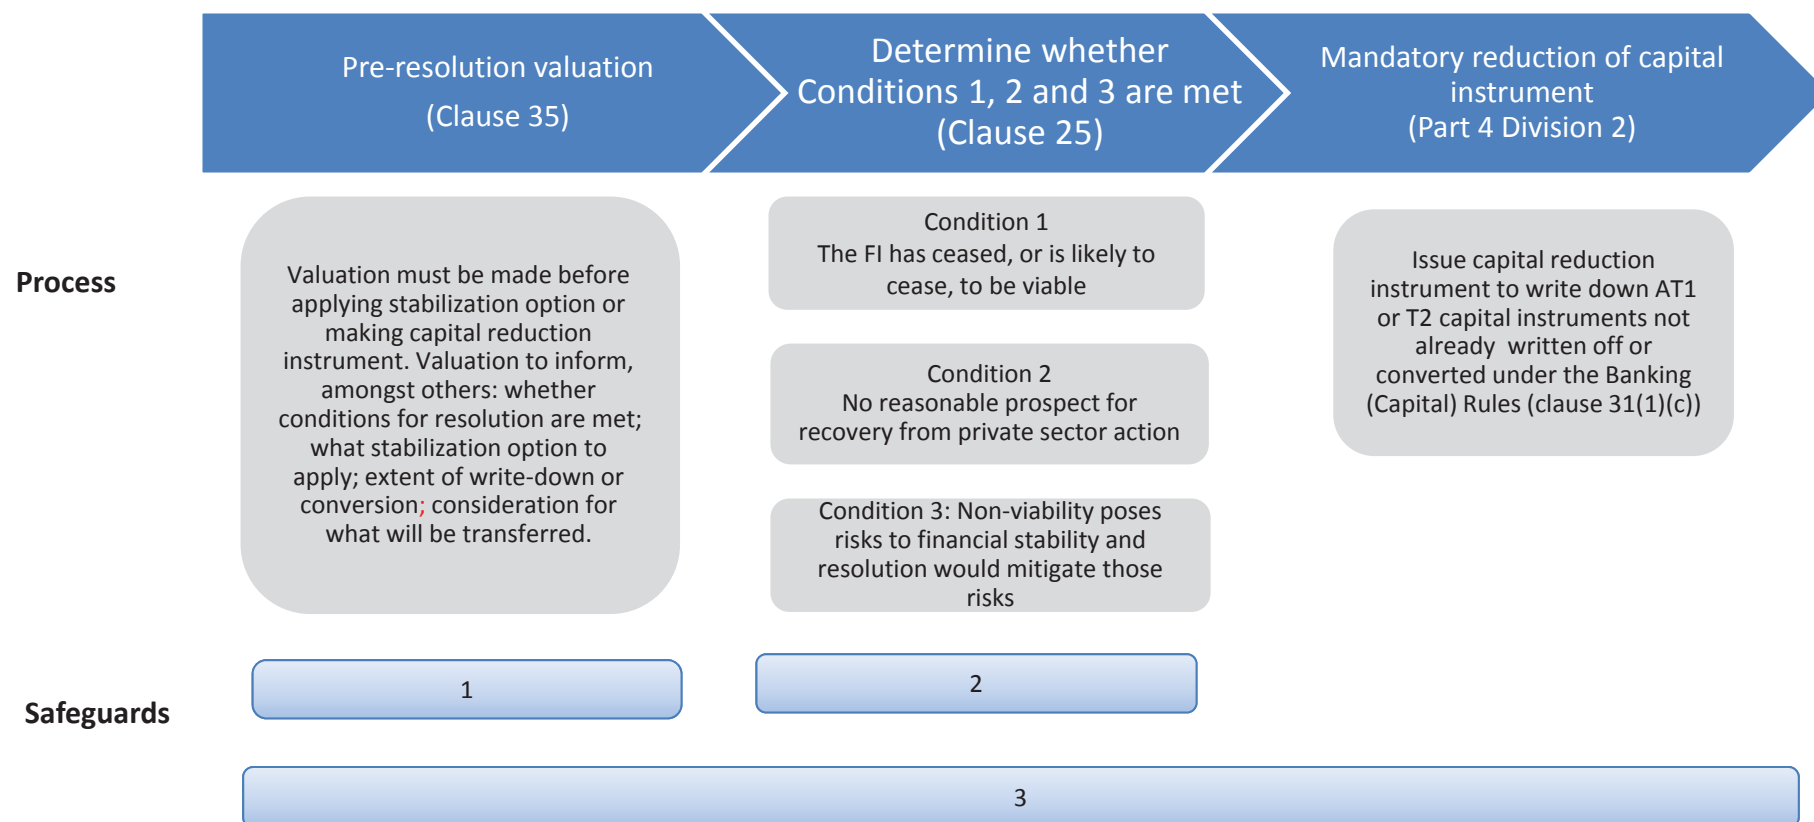 Pre-resolution valuation
(Clause 35)
Determine whether
Conditions 1, 2 and 3 are met
(Clause 25)
Mandatory reduction of capital
instrument
(Part 4 Division 2)
Process
Valuation must be made before
applying stabilization option or
making capital reduction
instrument. Valuation to inform,
amongst others: whether
conditions for resolution are met;
what stabilization option to
apply; extent of write-down or
conversion; consideration for
what will be transferred.
Condition 1
The FI has ceased, or is likely to
cease, to be viable
Condition 2
No reasonable prospect for
recovery from private sector action
Condition 3: Non-viability poses
risks to financial stability and
resolution would mitigate those
risks
Issue capital reduction
instrument to write down AT1
or T2 capital instruments not
already written off or
converted under the Banking
(Capital) Rules (clause 31(1)(c))
Safeguards
1
2
3